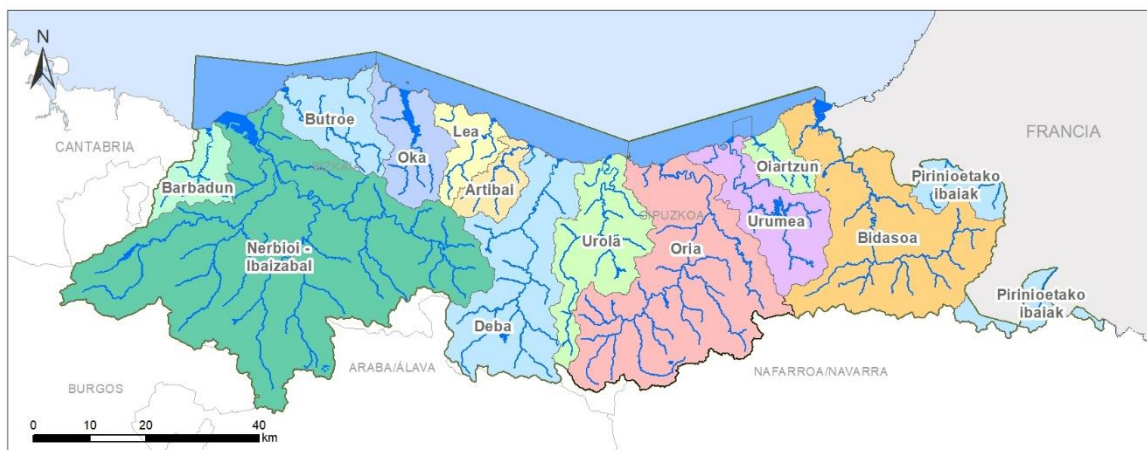 N
CANTABRIA
FRANCIA
Butroe
Lea
Oka
BIZKAIA
Barbadun
Artibai
Oiartzun
Pirinioetako
ibaiak
GIPUZKOA
Urumea
Nerbioi -
Ibaizabal
Urola
Oria
Bidasoa
Pirinioetako
ibaiak
Deba
ARABA/ÁLAVA
NAFARROA/NAVARRA
BURGOS
0 10 20 40
km